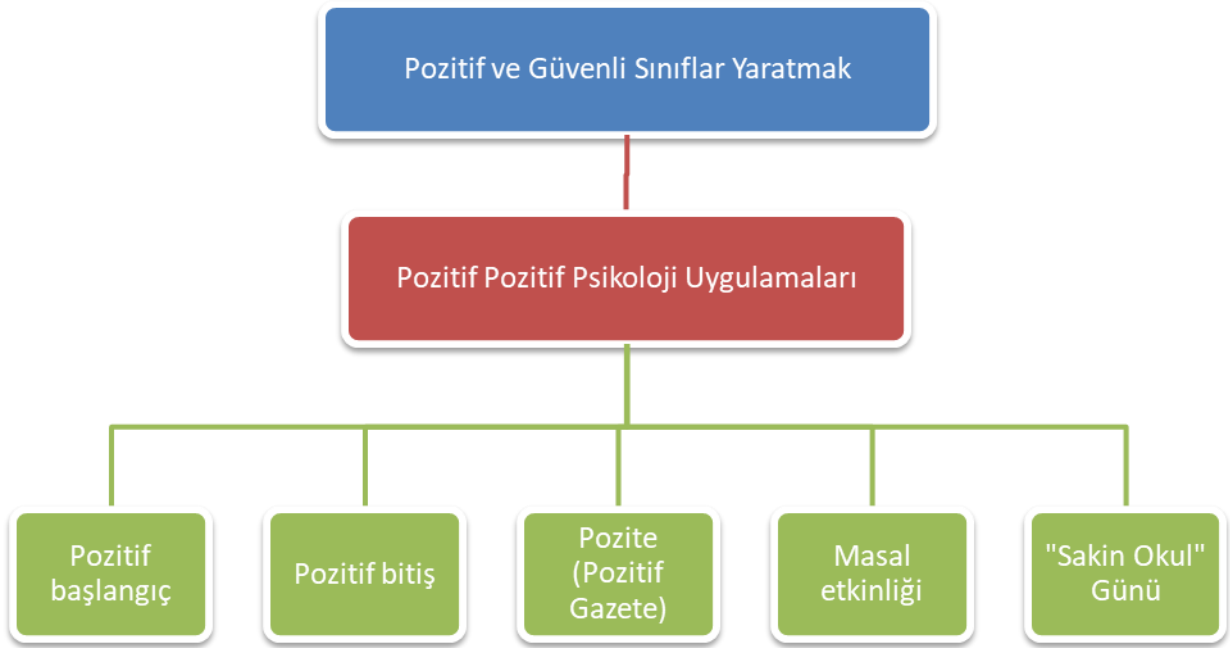 Pozitif ve Güvenli Sınıflar Yaratmak
Pozitif Pozitif Psikoloji Uygulamaları
Pozitif
başlangıç
Pozitif bitiş
Pozite
(Pozitif
Gazete)
Masal
etkinliği
"Sakin Okul"
Günü